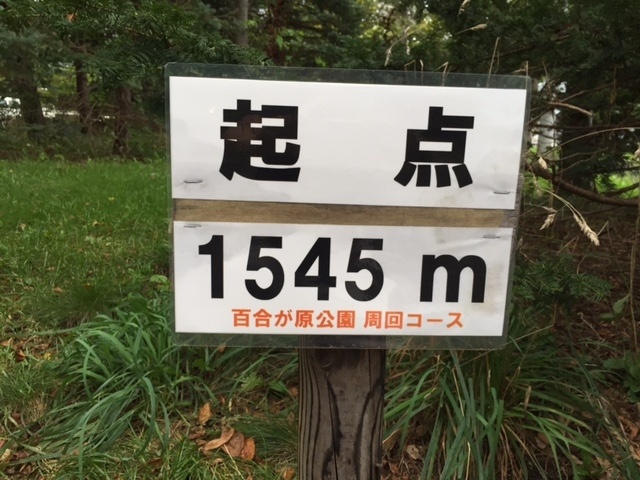 起 点
1545 m
百合が原公園 周回コース